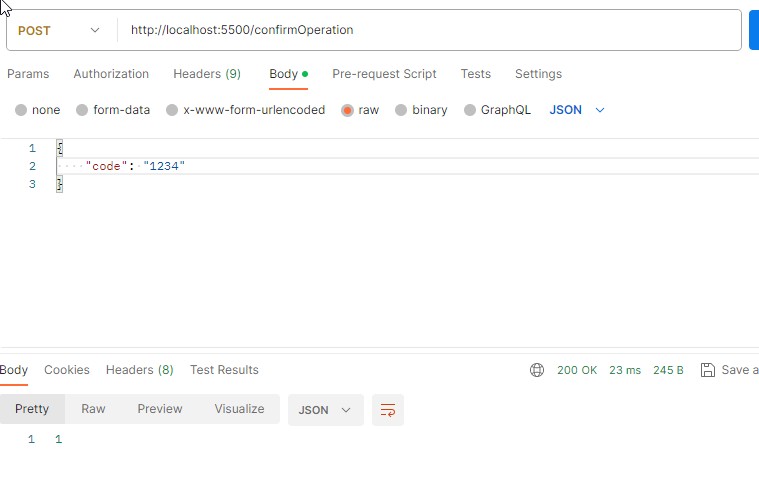 POST http://localhost:5500/confirmOperation
Params Authorization Headers (9) Body Pre-request Script Tests Settings
none form-data x-www-form-urlencoded raw binary GraphQL JSON
1 {
2 "code": "1234"
3 }
Body Cookies Headers (8) Test Results 200 OK 23 ms 245 B Save a
Pretty Raw Preview Visualize JSON
1 1